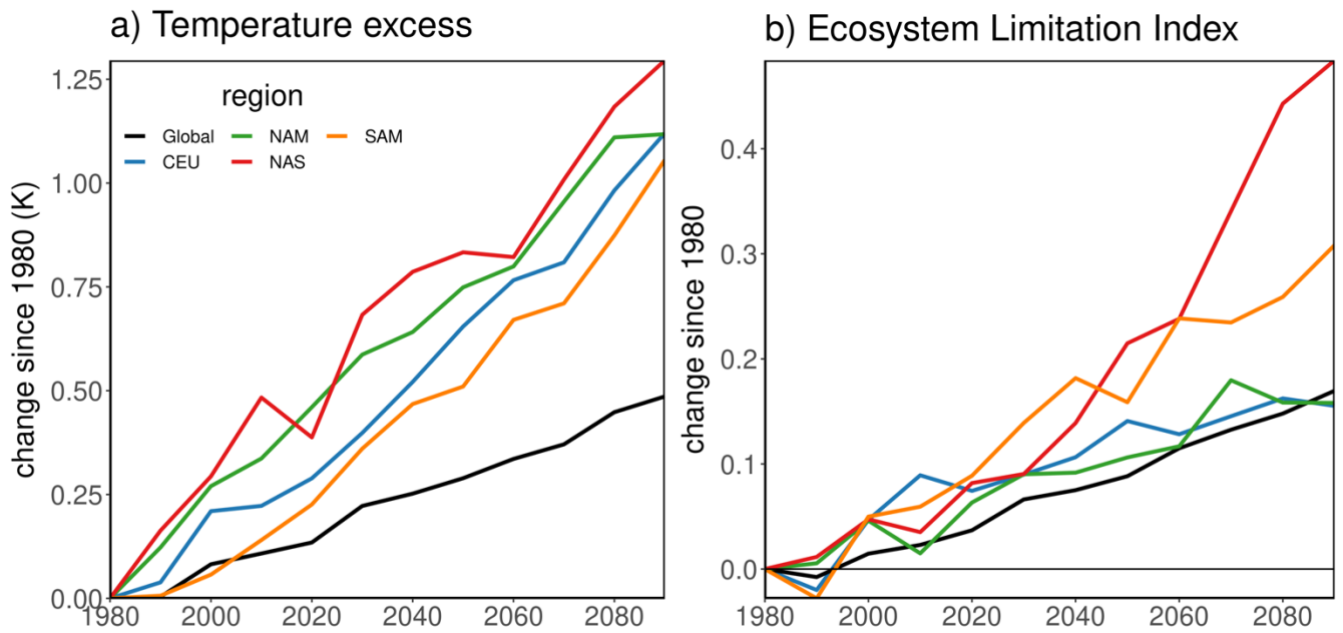 a) Temperature excess
b) Ecosystem Limitation Index
change since 1980 (K)
1.25
1.00
0.75
0.50
0.25
0.00
region
Global NAM SAM
CEU NAS
1980 2000 2020 2040 2060 2080
change since 1980
0.4
0.3
0.2
0.1
0.0
1980 2000 2020 2040 2060 2080